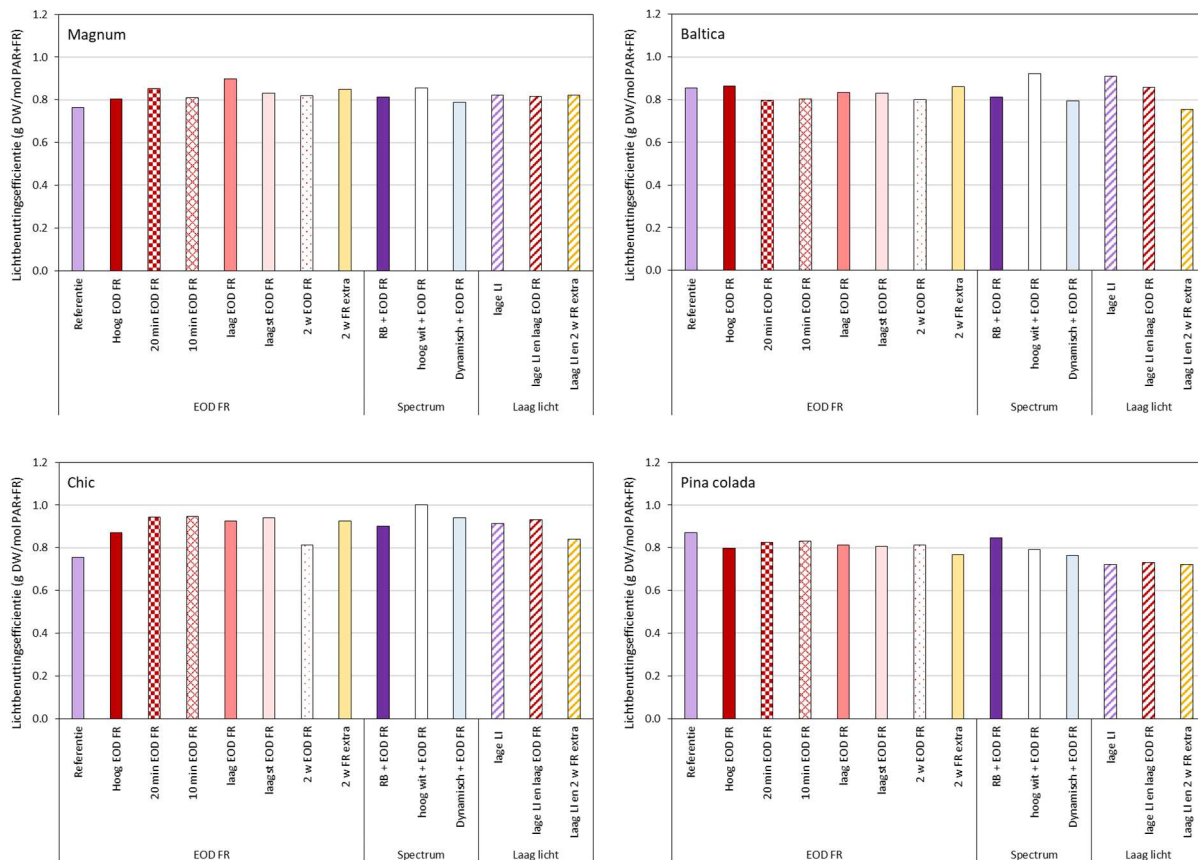 Magnum
Lichtbenuttingsefficientie (g DW/mol PAR+FR)
1.2
1.0
0.8
0.6
0.4
0.2
0.0
Referentie
Hoog EOD FR
20 min EOD FR
10 min EOD FR
laag EOD FR
laagst EOD FR
2 w EOD FR
2 w FR extra
RB + EOD FR
hoog wit + EOD FR
Dynamisch + EOD FR
lage LI
lage LI en laag EOD FR
Laag LI en 2 w FR extra
EOD FR
Spectrum
Laag licht
Baltica
Lichtbenuttingsefficientie (g DW/mol PAR+FR)
1.2
1.0
0.8
0.6
0.4
0.2
0.0
Referentie
Hoog EOD FR
20 min EOD FR
10 min EOD FR
laag EOD FR
laagst EOD FR
2 w EOD FR
2 w FR extra
RB + EOD FR
hoog wit + EOD FR
Dynamisch + EOD FR
lage LI
lage LI en laag EOD FR
Laag LI en 2 w FR extra
EOD FR
Spectrum
Laag licht
Chic
Lichtbenuttingsefficientie (g DW/mol PAR+FR)
1.2
1.0
0.8
0.6
0.4
0.2
0.0
Referentie
Hoog EOD FR
20 min EOD FR
10 min EOD FR
laag EOD FR
laagst EOD FR
2 w EOD FR
2 w FR extra
RB + EOD FR
hoog wit + EOD FR
Dynamisch + EOD FR
lage LI
lage LI en laag EOD FR
Laag LI en 2 w FR extra
EOD FR
Spectrum
Laag licht
Pina colada
Lichtbenuttingsefficientie (g DW/mol PAR+FR)
1.2
1.0
0.8
0.6
0.4
0.2
0.0
Referentie
Hoog EOD FR
20 min EOD FR
10 min EOD FR
laag EOD FR
laagst EOD FR
2 w EOD FR
2 w FR extra
RB + EOD FR
hoog wit + EOD FR
Dynamisch + EOD FR
lage LI
lage LI en laag EOD FR
Laag LI en 2 w FR extra
EOD FR
Spectrum
Laag licht